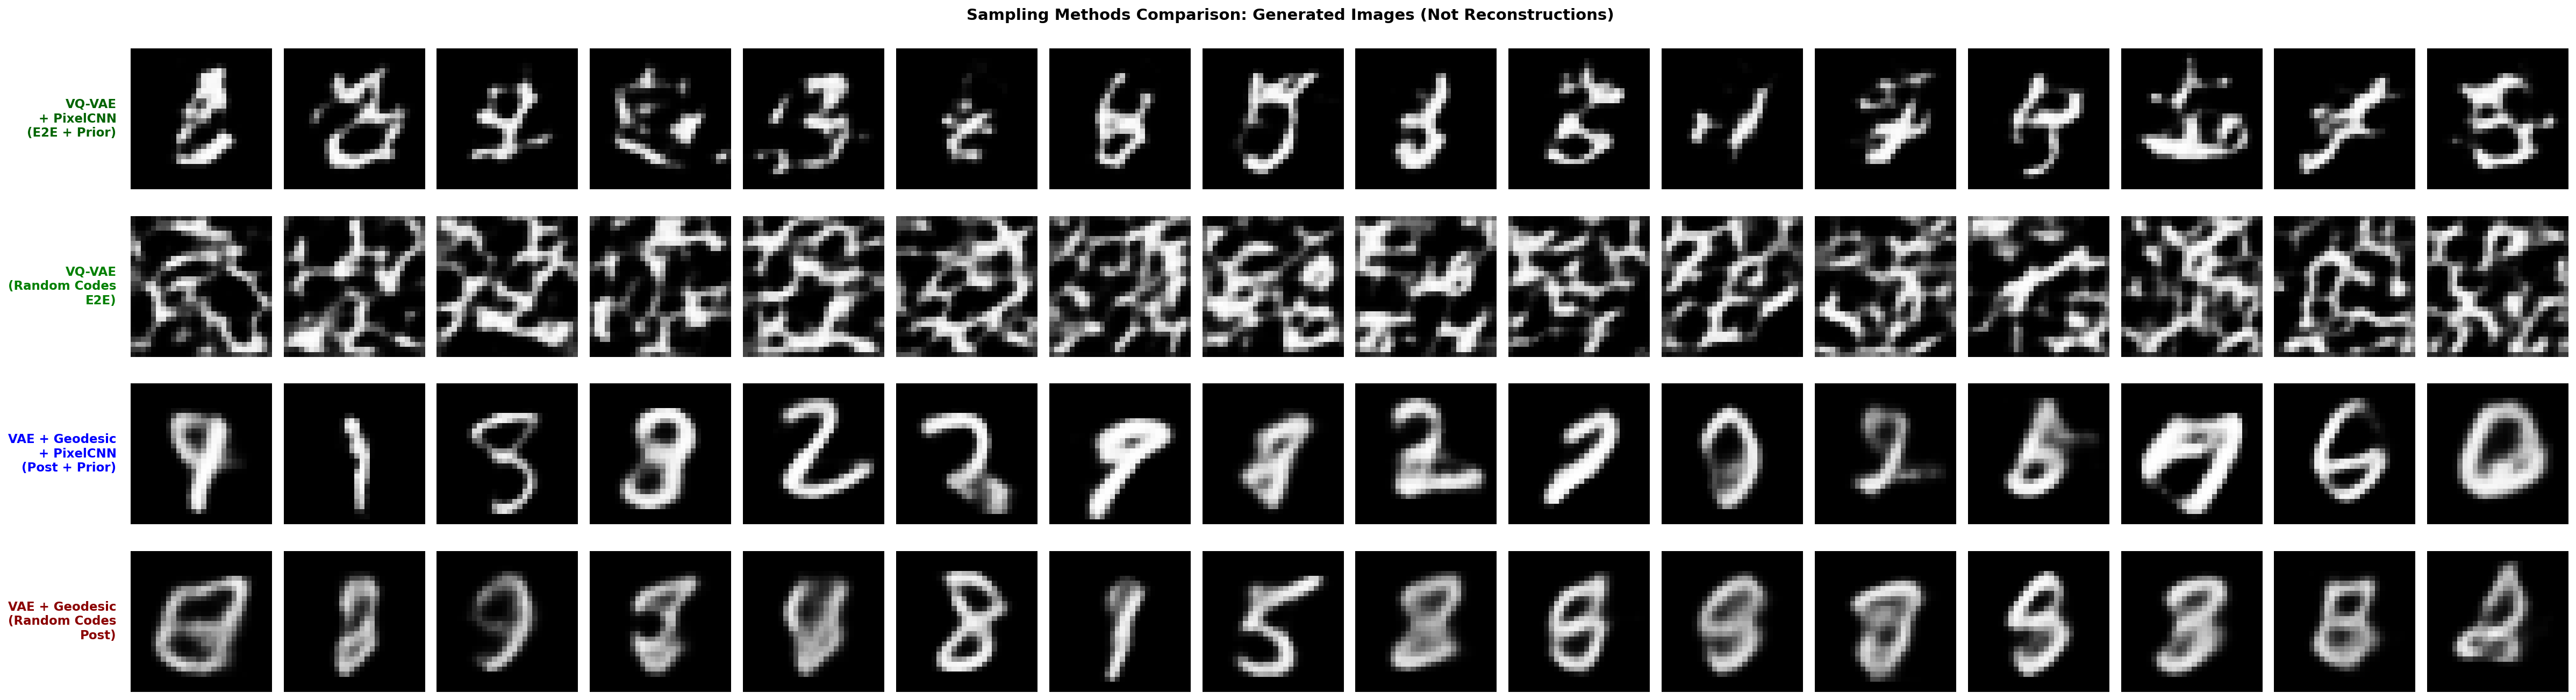 Sampling Methods Comparison: Generated Images (Not Reconstructions)
VQ-VAE
+ PixelCNN
(E2E + Prior)
VQ-VAE
(Random Codes
E2E)
VAE + Geodesic
+ PixelCNN
(Post + Prior)
VAE + Geodesic
(Random Codes
Post)